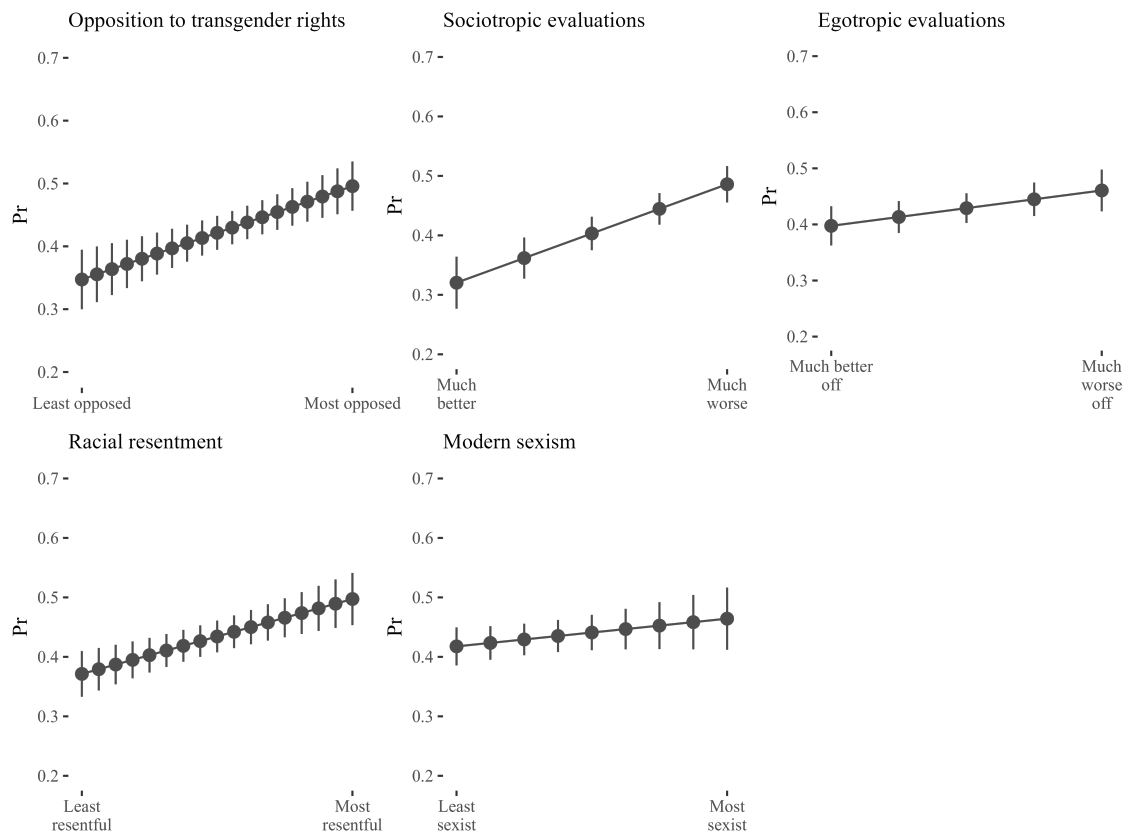 Opposition to transgender rights
0.7
0.6
0.5
0.4
0.3
0.2
Pr
Least opposed
Most opposed
Sociotropic evaluations
0.7
0.6
0.5
0.4
0.3
0.2
Pr
Much
better
Much
worse
Egotropic evaluations
0.7
0.6
0.5
0.4
0.3
0.2
Pr
Much better
off
Much
worse
off
Racial resentment
0.7
0.6
0.5
0.4
0.3
0.2
Pr
Least
resentful
Most
resentful
Modern sexism
0.7
0.6
0.5
0.4
0.3
0.2
Pr
Least
sexist
Most
sexist